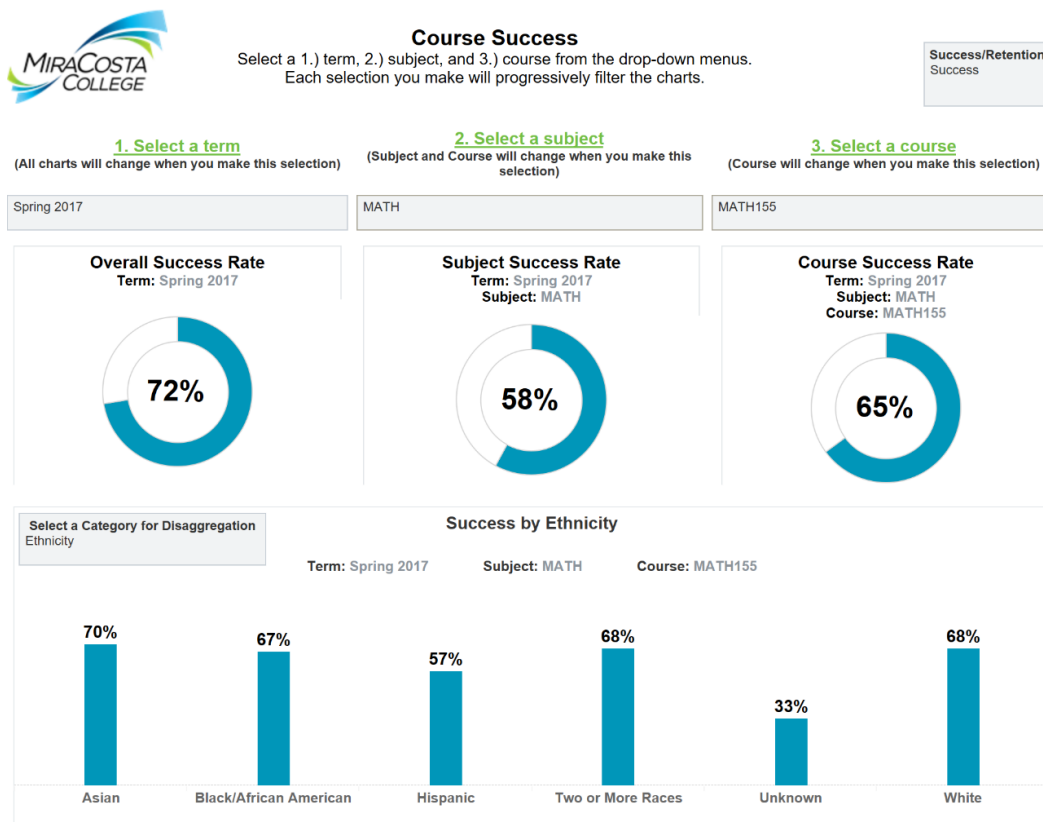 MIRACOSTA
COLLEGE
Course Success
Select a 1.) term, 2.) subject, and 3.) course from the drop-down menus.
Each selection you make will progressively filter the charts.
Success/Retention
Success
1. Select a term
(All charts will change when you make this selection)
2. Select a subject
(Subject and Course will change when you make this
selection)
3. Select a course
(Course will change when you make this selection)
Spring 2017
MATH
MATH155
Overall Success Rate
Term: Spring 2017
72%
Subject Success Rate
Term: Spring 2017
Subject: MATH
58%
Course Success Rate
Term: Spring 2017
Subject: MATH
Course: MATH155
65%
Select a Category for Disaggregation
Ethnicity
Success by Ethnicity
Term: Spring 2017 Subject: MATH Course: MATH155
70%
67%
57%
68%
33%
68%
Asian
Black/African American
Hispanic
Two or More Races
Unknown
White